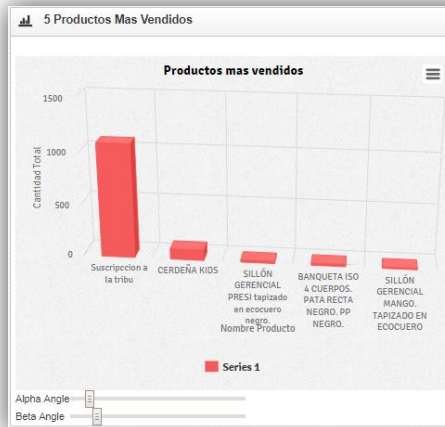 5 Productos Mas Vendidos
Productos mas vendidos
1500
1000
500
0
Cantidad Total
Suscripccion a
la tribu
CERDEÑA KIDS
SILLÓN
GERENCIAL
PRESI tapizado
en ecocuero
negro.
BANQUETA ISO
4 CUERPOS.
PATA RECTA
NEGRO. PP
NEGRO.
SILLÓN
GERENCIAL
MANGO.
TAPIZADO EN
ECOCUERO
Nombre Producto
Series 1
Alpha Angle
Beta Angle